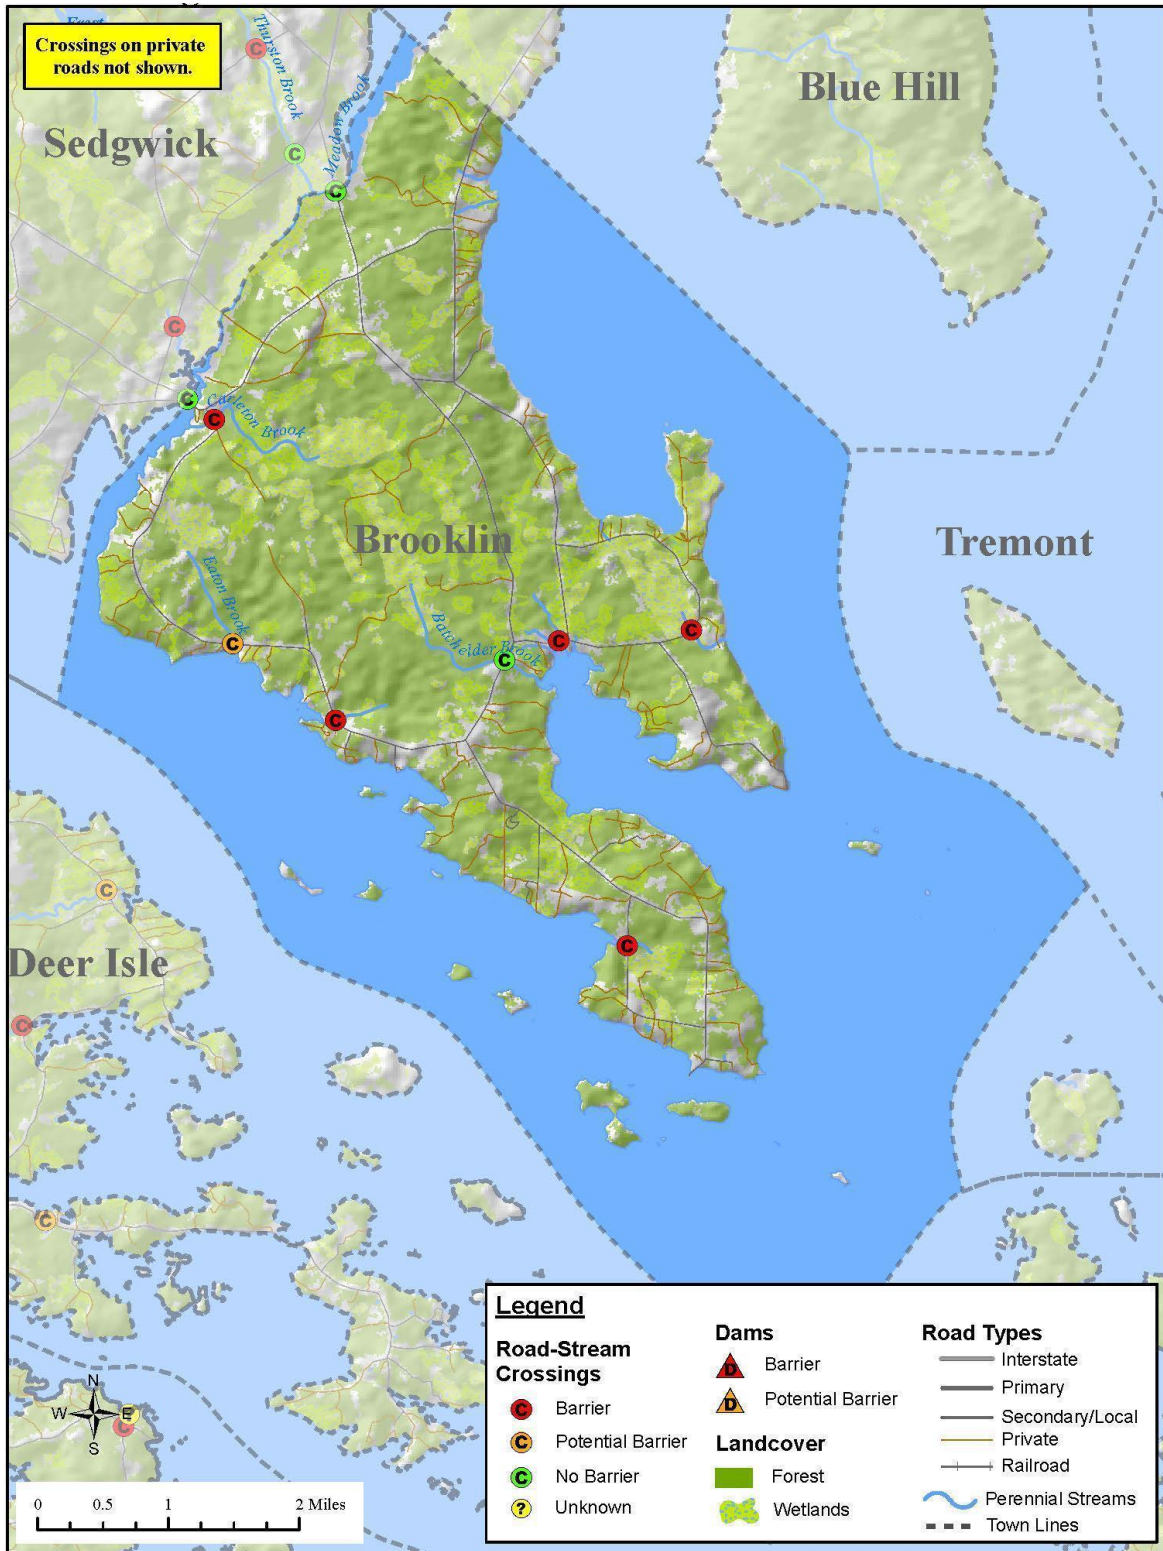 Crossings on private
roads not shown.
Thurston Brook
Meadow Brook
Sedgwick
Blue Hill
C
C
C
C
C
C
Carleton Brook
Brooklin
Tremont
Eaton Brook
Batchelder Brook
C
C
C
C
C
C
C
Deer Isle
C
C
N
W
E
S
C
0
0.5
1
2 Miles
Legend
Road-Stream
Crossings
C Barrier
C Potential Barrier
C No Barrier
? Unknown
Dams
D Barrier
D Potential Barrier
Landcover
Forest
Wetlands
Road Types
Interstate
Primary
Secondary/Local
Private
Railroad
Perennial Streams
Town Lines